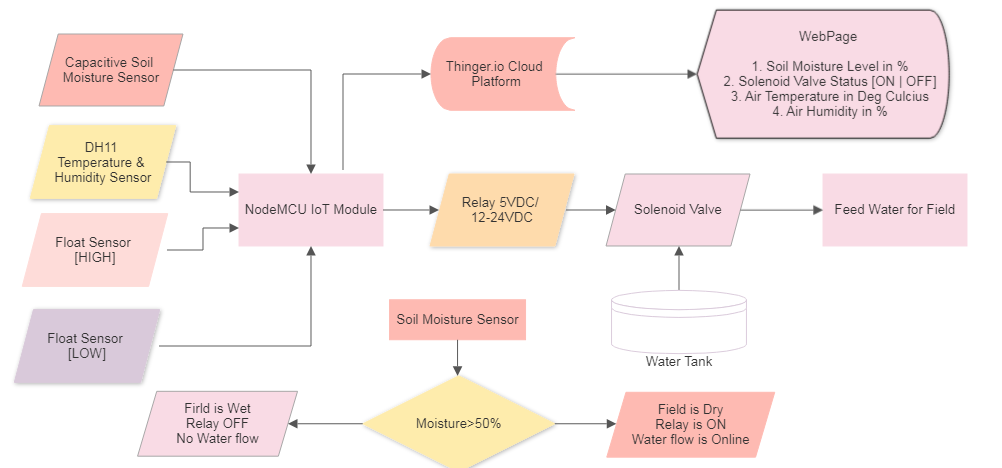 Capacitive Soil
Moisture Sensor
Thinger.io Cloud
Platform
WebPage
1. Soil Moisture Level in %
2. Solenoid Valve Status [ON | OFF]
3. Air Temperature in Deg Culcius
4. Air Humidity in %
DH11
Temperature &
Humidity Sensor
NodeMCU IoT Module
Relay 5VDC/
12-24VDC
Solenoid Valve
Feed Water for Field
Float Sensor
[HIGH]
Float Sensor
[LOW]
Soil Moisture Sensor
Water Tank
Firld is Wet
Relay OFF
No Water flow
Moisture>50%
Field is Dry
Relay is ON
Water flow is Online